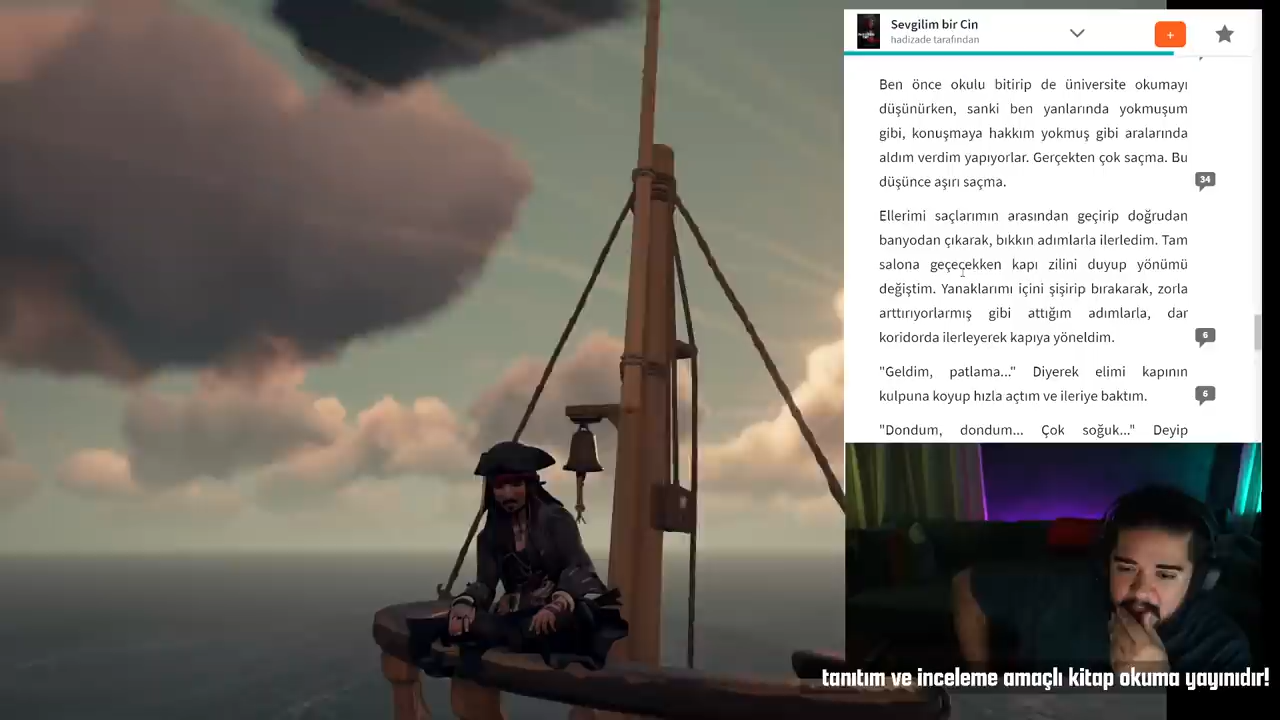 Sevgilim bir Cin
hadizade tarafından
+
Ben önce okulu bitirip de üniversite okumayı
düşünürken, sanki ben yanlarında yokmuşum
gibi, konuşmaya hakkım yokmuş gibi aralarında
aldım verdim yapıyorlar. Gerçekten çok saçma. Bu
düşünce aşırı saçma.
34
Ellerimi saçlarımın arasından geçirip doğrudan
banyodan çıkarak, bıkkın adımlarla ilerledim. Tam
salona geçecekken kapı zilini duyup yönümü
değiştim. Yanaklarımı içini şişirip bırakarak, zorla
arttırıyorlarmış gibi attığım adımlarla, dar
koridorda ilerleyerek kapıya yöneldim.
6
"Geldim, patlama..." Diyerek elimi kapının
kulpuna koyup hızla açtım ve ileriye baktım.
6
"Dondum, dondum... Çok soğuk..." Deyip
tanıtım ve inceleme amaçlı kitap okuma yayınıdır!